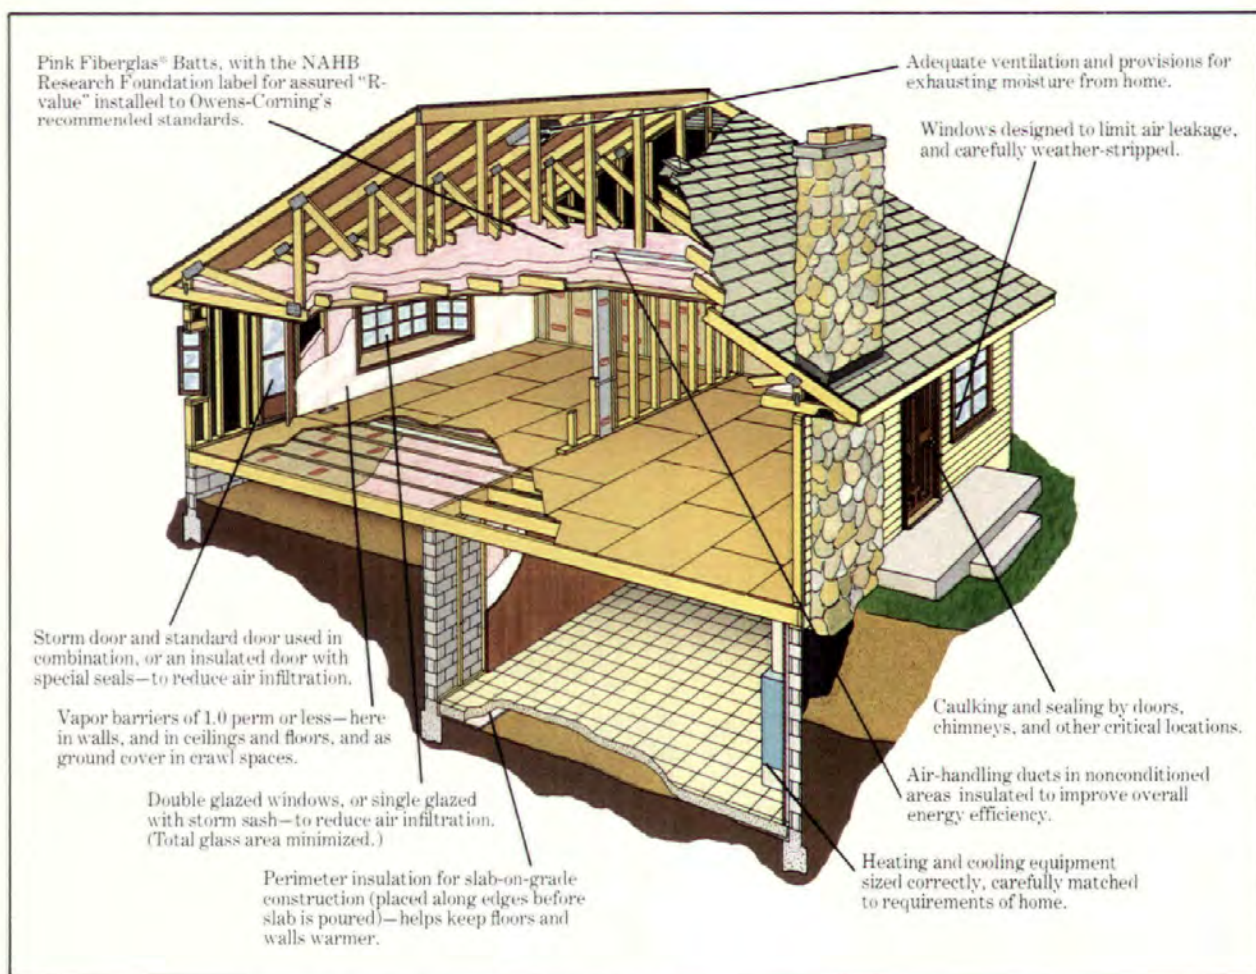 Pink Fiberglas® Batts, with the NAHB
Research Foundation label for assured “R-
value” installed to Owens-Corning's
recommended standards.
Adequate ventilation and provisions for
exhausting moisture from home.
Windows designed to limit air leakage,
and carefully weather-stripped.
Storm door and standard door used in
combination, or an insulated door with
special seals—to reduce air infiltration.
Vapor barriers of 1.0 perm or less—here
in walls, and in ceilings and floors, and as
ground cover in crawl spaces.
Double glazed windows, or single glazed
with storm sash—to reduce air infiltration.
(Total glass area minimized.)
Perimeter insulation for slab-on-grade
construction (placed along edges before
slab is poured)—helps keep floors and
walls warmer.
Caulking and sealing by doors,
chimneys, and other critical locations.
Air-handling ducts in nonconditioned
areas insulated to improve overall
energy efficiency.
Heating and cooling equipment
sized correctly, carefully matched
to requirements of home.